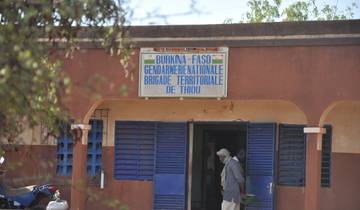 BURKINA-FASO
GENDARMERIE NATIONALE
BRIGADE TERRITORIALE
DE THIOU